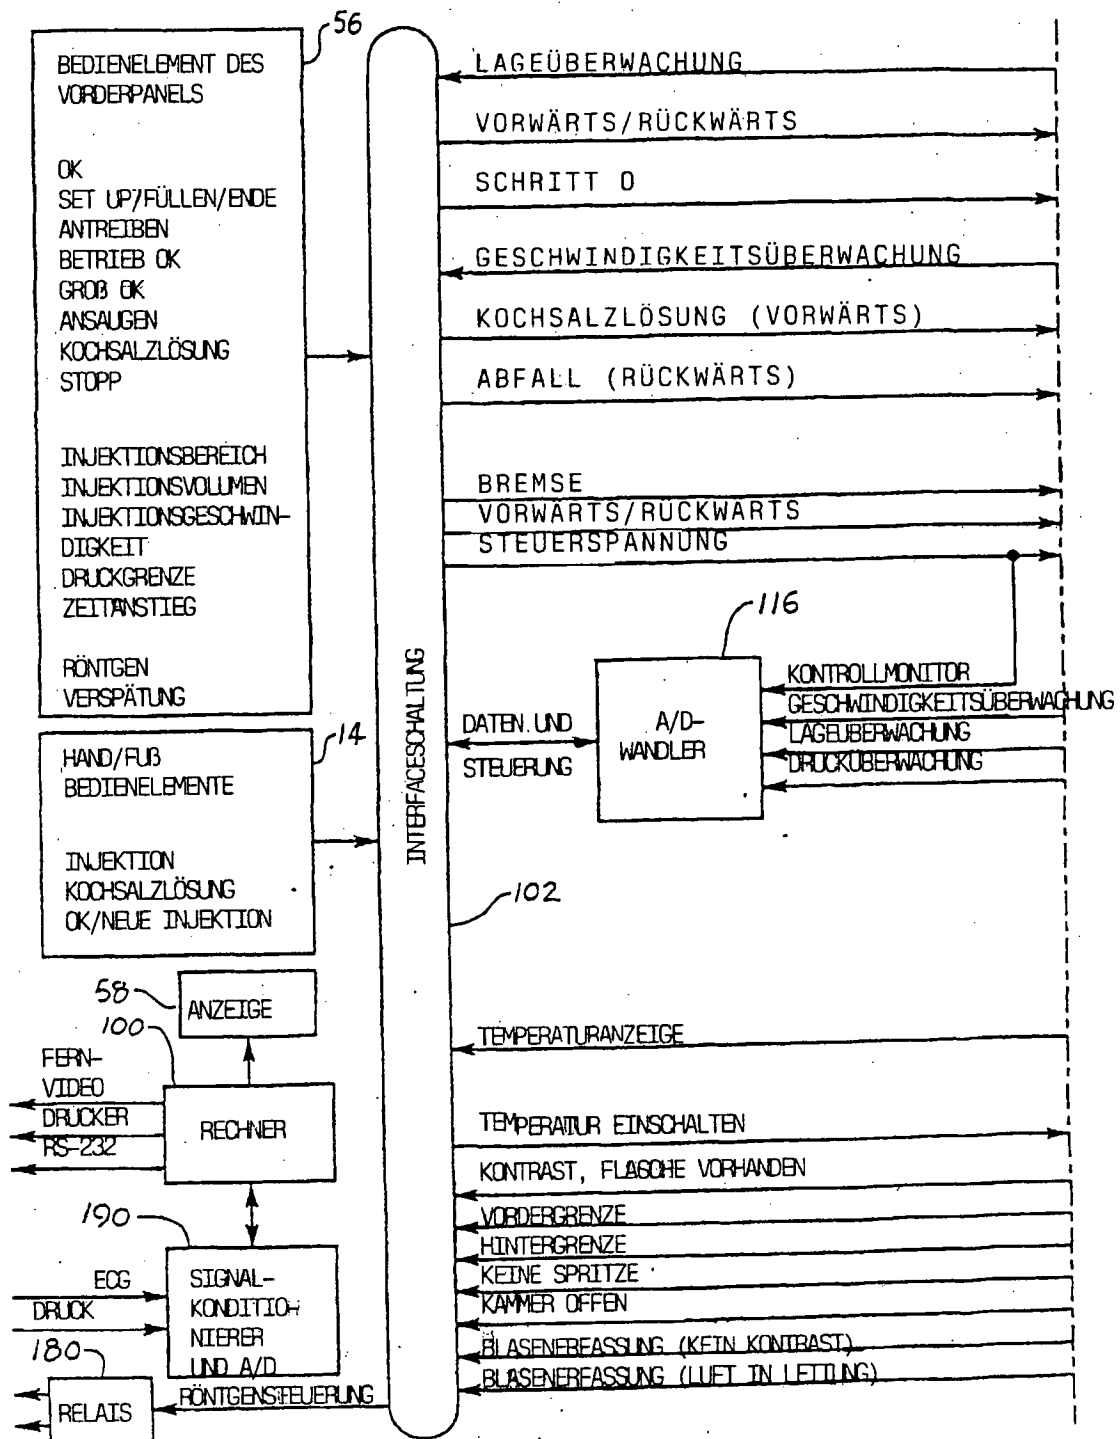 56
BEDIENELEMENT DES
VORDERPANELS
OK
SET UP/FÜLLEN/ENDE
ANTREIBEN
BETRIEB OK
GROß OK
ANSAUGEN
KOCHSALZLÖSUNG
STOPP
INJEKTIONSBEREICH
INJEKTIONSVOLUMEN
INJEKTIONSGESCHWIN-
DIGKEIT
DRUCKGRENZE
ZEITANSTIEG
RÖNTGEN
VERSPÄTUNG
14
HAND/FUß
BEDIENELEMENTE
INJEKTION
KOCHSALZLÖSUNG
OK/NEUE INJEKTION
58
ANZEIGE
100
FERN-
VIDEO
DRUCKER
RS-232
RECHNER
190
ECG
DRUCK
SIGNAL-
KONDITIO-
NIERER
UND A/D
180
RELAIS
RÖNTGENSTEUERUNG
INTERFACESCHALTUNG
102
LAGEÜBERWACHUNG
VORWÄRTS/RÜCKWÄRTS
SCHRITT 0
GESCHWINDIGKEITSÜBERWACHUNG
KOCHSALZLÖSUNG (VORWÄRTS)
ABFALL (RÜCKWÄRTS)
BREMSE
VORWÄRTS/RÜCKWÄRTS
STEUERSPANNUNG
116
DATEN UND
STEUERUNG
A/D-
WANDLER
KONTROLLMONITOR
GESCHWINDIGKEITSÜBERWACHUNG
LAGEÜBERWACHUNG
DRUCKÜBERWACHUNG
TEMPERATURANZEIGE
TEMPERATUR EINSCHALTEN
KONTRAST, FLASCHE VORHANDEN
VORDERGRENZE
HINTERGRENZE
KEINE SPRITZE
KAMMER OFFEN
BLASENERFASSUNG (KEIN KONTRAST)
BLASENERFASSUNG (LUFT IN LEITUNG)